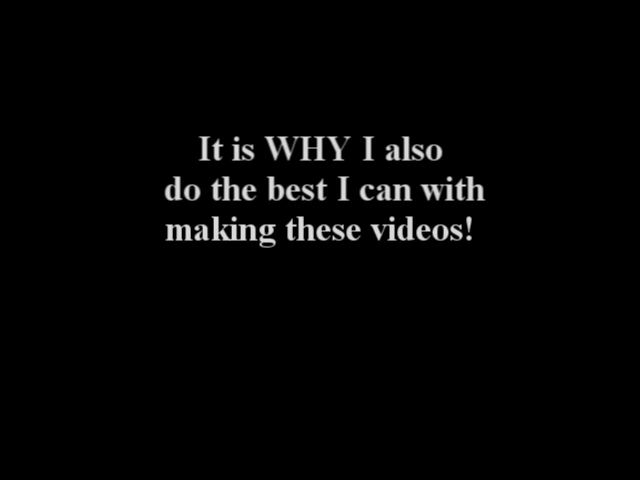 It is WHY I also
do the best I can with
making these videos!